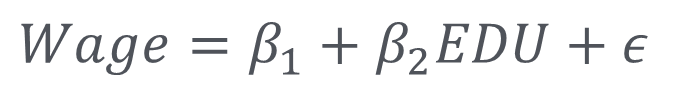 Wage = β₁ + β₂EDU + ϵ